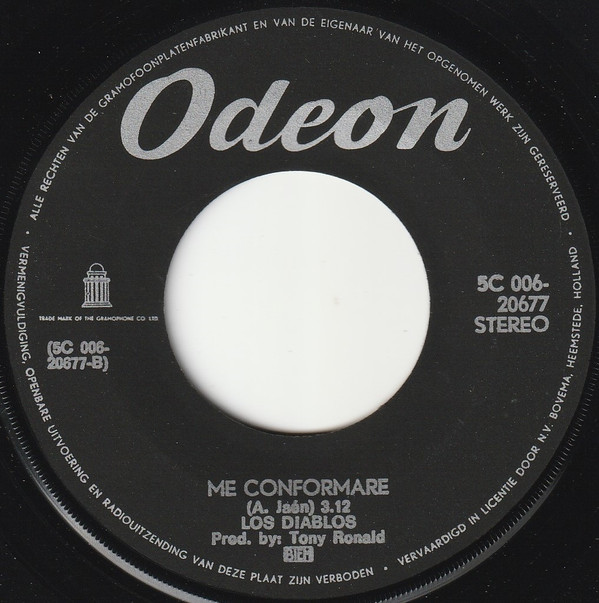 ALLE RECHTEN VAN DE GRAMOFOONPLATENFABRIKANT EN VAN DE EIGENAAR VAN HET OPGENOMEN WERK ZIJN GERESERVEERD •
Odeon
TRADE MARK OF THE GRAMOPHONE CO LTD.
(5C 006-
20677-B)
5C 006-
20677
STEREO
ME CONFORMARE
(A. Jaén) 3.12
LOS DIABLOS
Prod. by: Tony Ronald
BIEM
VERMENIGVULDIGING, OPENBARE UITVOERING EN RADIOUITZENDING VAN DEZE PLAAT ZIJN VERBODEN •
VERVAARDIGD IN LICENTIE DOOR N.V. BOVEMA, HEEMSTEDE, HOLLAND •